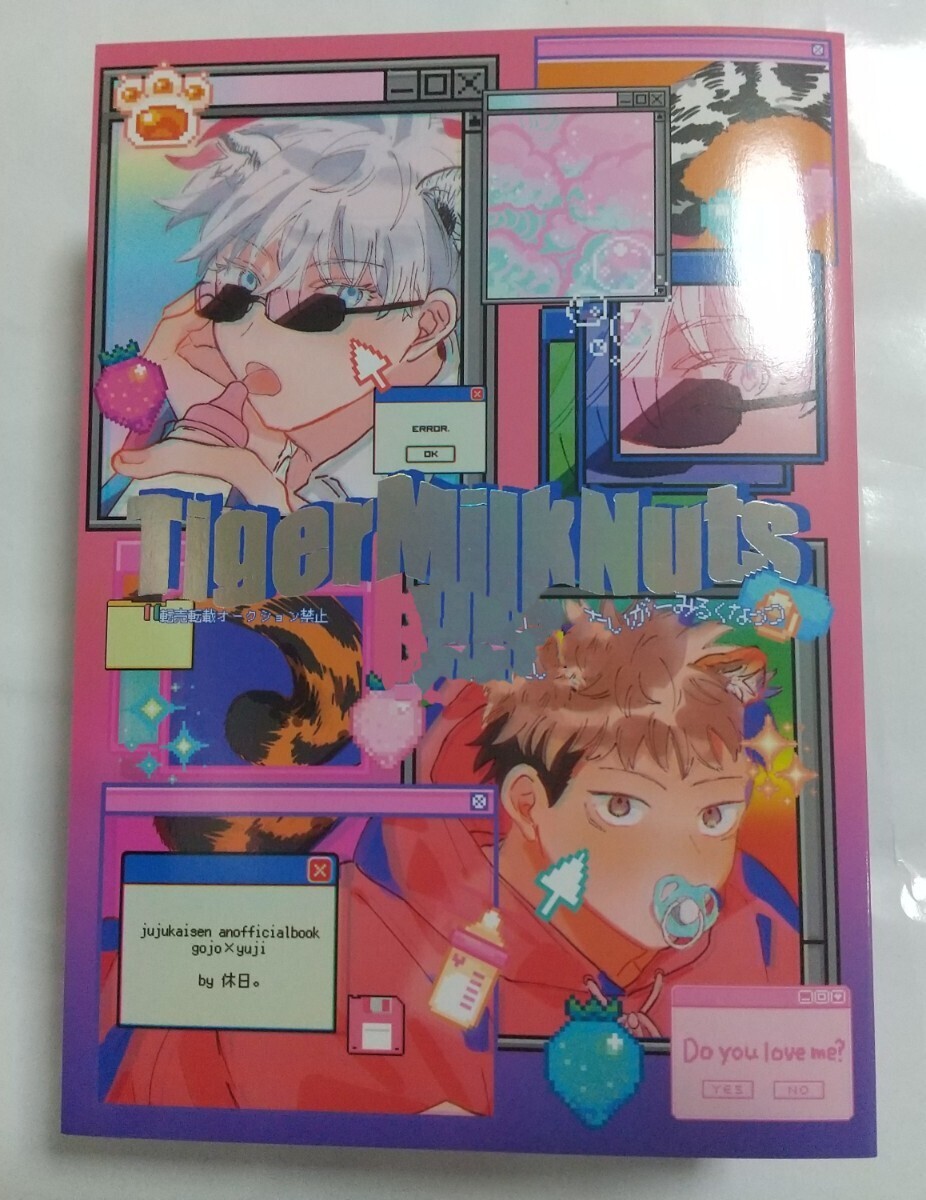 ERROR.
OK
TigerMilkNuts
転売転載オークション禁止
たいがーみるくなっつ
jujukaisen anofficialbook
gojo×yuji
by 休日。
Do you love me?
YES NO